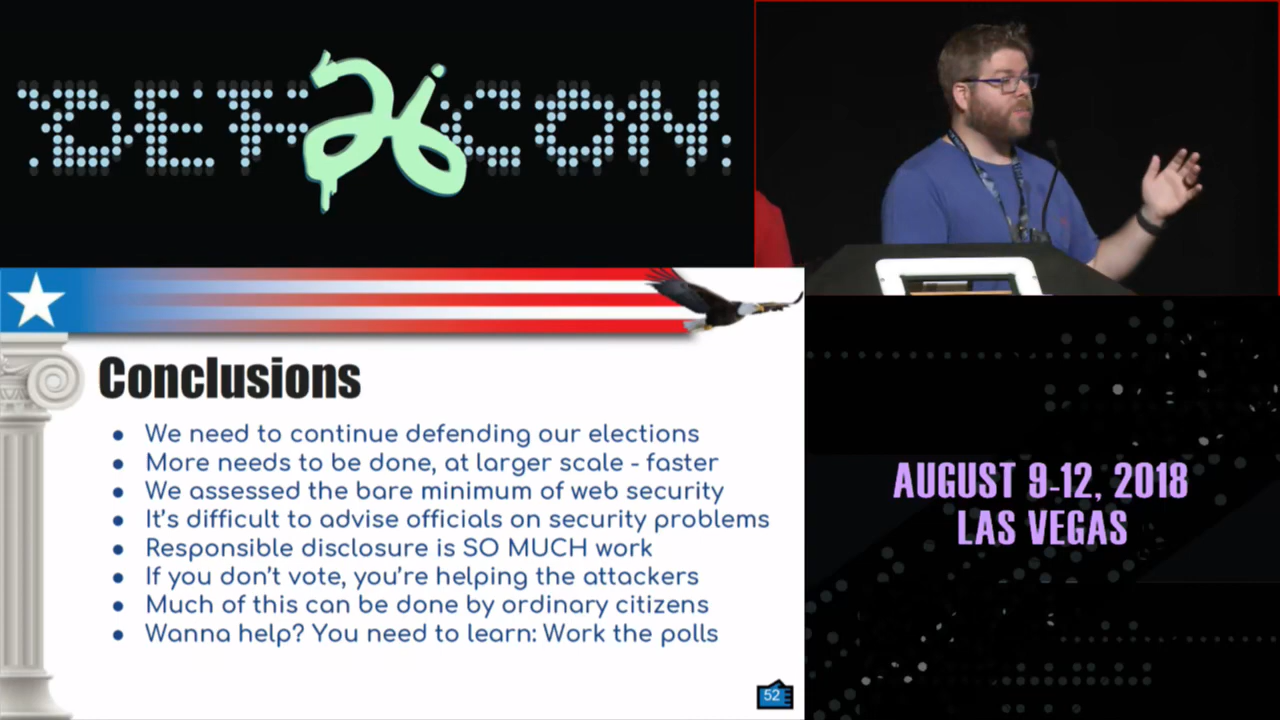 DEF 26 CON
Conclusions
● We need to continue defending our elections
● More needs to be done, at larger scale - faster
● We assessed the bare minimum of web security
● It's difficult to advise officials on security problems
● Responsible disclosure is SO MUCH work
● If you don't vote, you're helping the attackers
● Much of this can be done by ordinary citizens
● Wanna help? You need to learn: Work the polls
52
AUGUST 9-12, 2018
LAS VEGAS